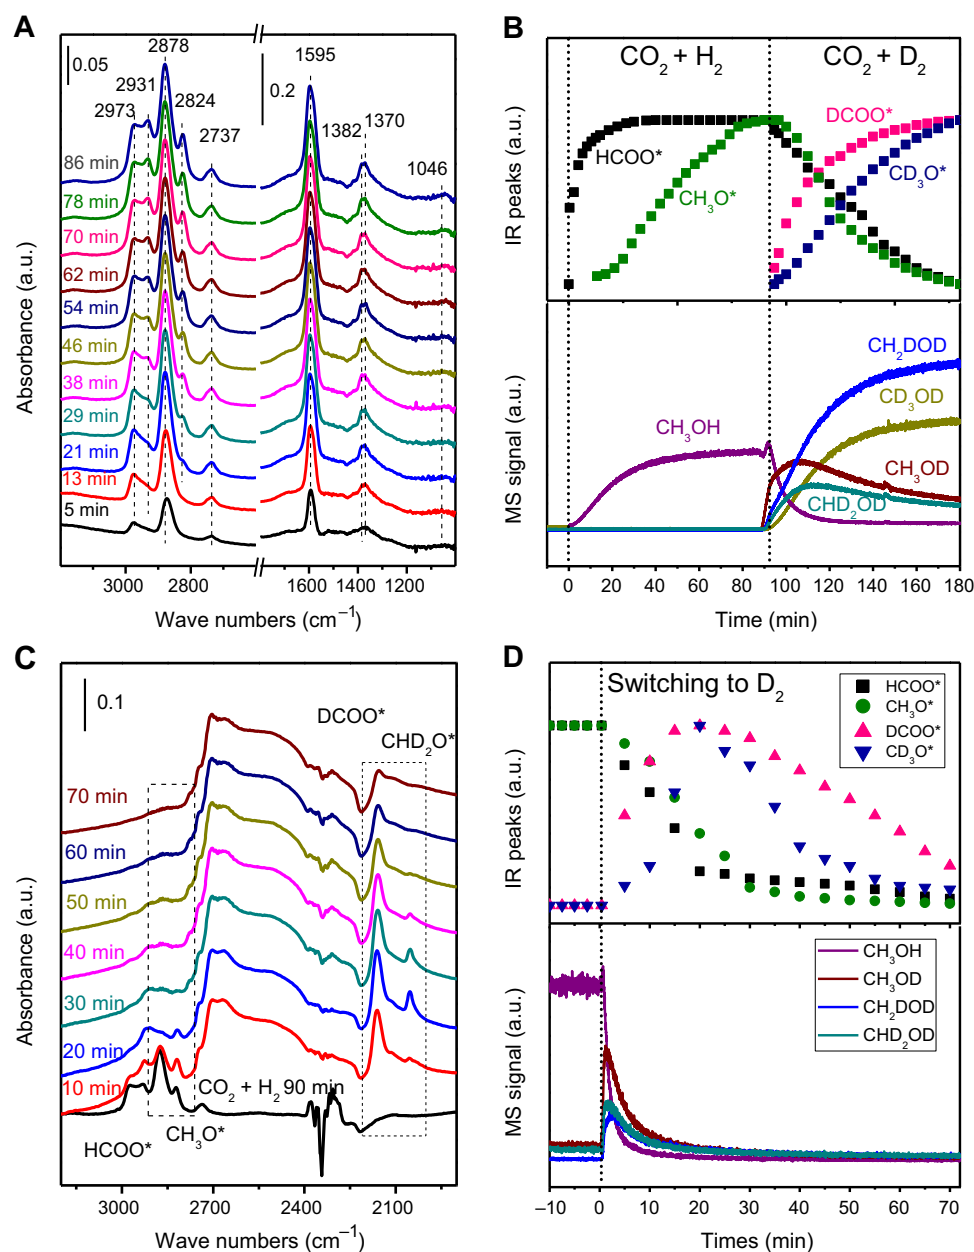 A
0.05
2878
2931
2973
2824
2737
0.2
1595
1382
1370
1046
86 min
78 min
70 min
62 min
54 min
46 min
38 min
29 min
21 min
13 min
5 min
Absorbance (a.u.)
3000
2800
1600
1400
1200
Wave numbers (cm⁻¹)
B
CO₂ + H₂
CO₂ + D₂
HCOO*
CH₃O*
DCOO*
CD₃O*
IR peaks (a.u.)
CH₃OH
CH₂DOD
CD₃OD
CH₃OD
CHD₂OD
MS signal (a.u.)
0
20
40
60
80
100
120
140
160
180
Time (min)
C
0.1
DCOO*
CHD₂O*
70 min
60 min
50 min
40 min
30 min
20 min
10 min
CO₂ + H₂ 90 min
HCOO*
CH₃O*
Absorbance (a.u.)
3000
2700
2400
2100
Wave numbers (cm⁻¹)
D
Switching to D₂
HCOO*
CH₃O*
DCOO*
CD₃O*
IR peaks (a.u.)
CH₃OH
CH₃OD
CH₂DOD
CHD₂OD
MS signal (a.u.)
–10
0
10
20
30
40
50
60
70
Times (min)